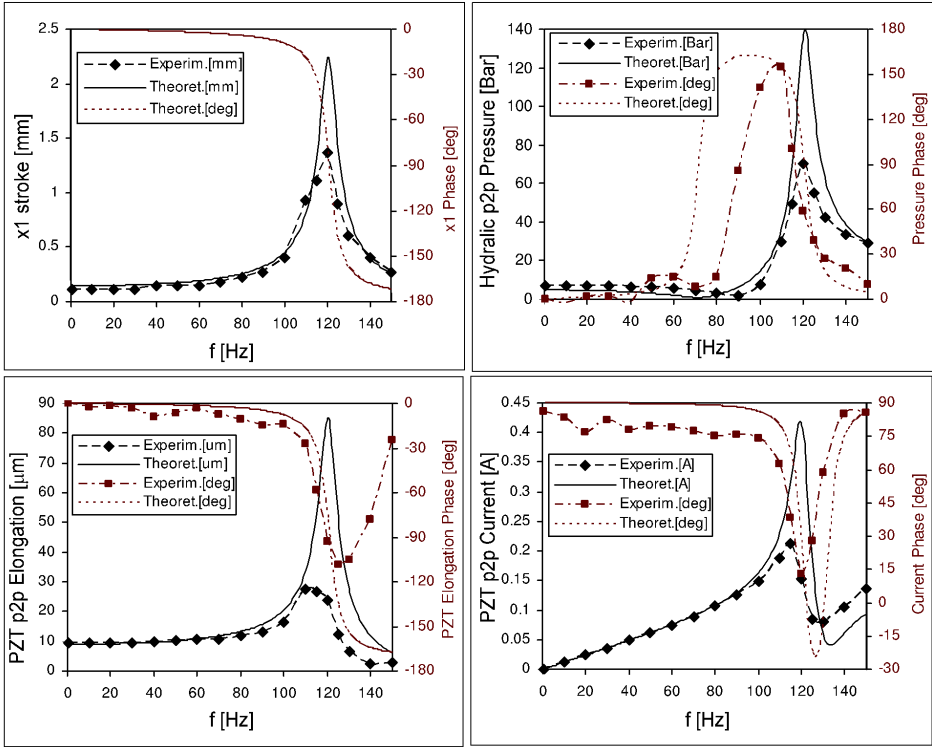 2.5
2
1.5
1
0.5
0
x1 stroke [mm]
Experim.[mm]
Theoret.[mm]
Theoret.[deg]
0
-30
-60
-90
-120
-150
-180
x1 Phase [deg]
0 20 40 60 80 100 120 140
f [Hz]
140
120
100
80
60
40
20
0
Hydralic p2p Pressure [Bar]
Experim.[Bar]
Theoret.[Bar]
Experim.[deg]
Theoret.[deg]
180
150
120
90
60
30
0
Pressure Phase [deg]
0 20 40 60 80 100 120 140
f [Hz]
90
80
70
60
50
40
30
20
10
0
PZT p2p Elongation [µm]
Experim.[um]
Theoret.[um]
Experim.[deg]
Theoret.[deg]
0
-30
-60
-90
-120
-150
-180
PZT Elongation Phase [deg]
0 20 40 60 80 100 120 140
f [Hz]
0.45
0.4
0.35
0.3
0.25
0.2
0.15
0.1
0.05
0
PZT p2p Current [A]
Experim.[A]
Theoret.[A]
Experim.[deg]
Theoret.[deg]
90
75
60
45
30
15
0
-15
-30
Current Phase [deg]
0 20 40 60 80 100 120 140
f [Hz]